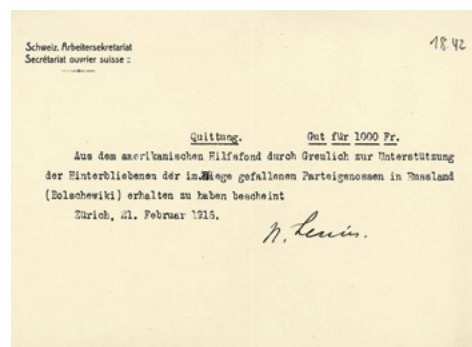 Schweiz. Arbeitersekretariat
Secrétariat ouvrier suisse ::
18.42
Quittung. Gut für 1000 Fr.
Aus dem amerikanischen Hilfsfond durch Greulich zur Unterstützung
der Hinterbliebenen der im Kriege gefallenen Parteigenossen in Russland
(Bolschewiki) erhalten zu haben bescheint
Zürich, 21. Februar 1916.
N. Lenin.